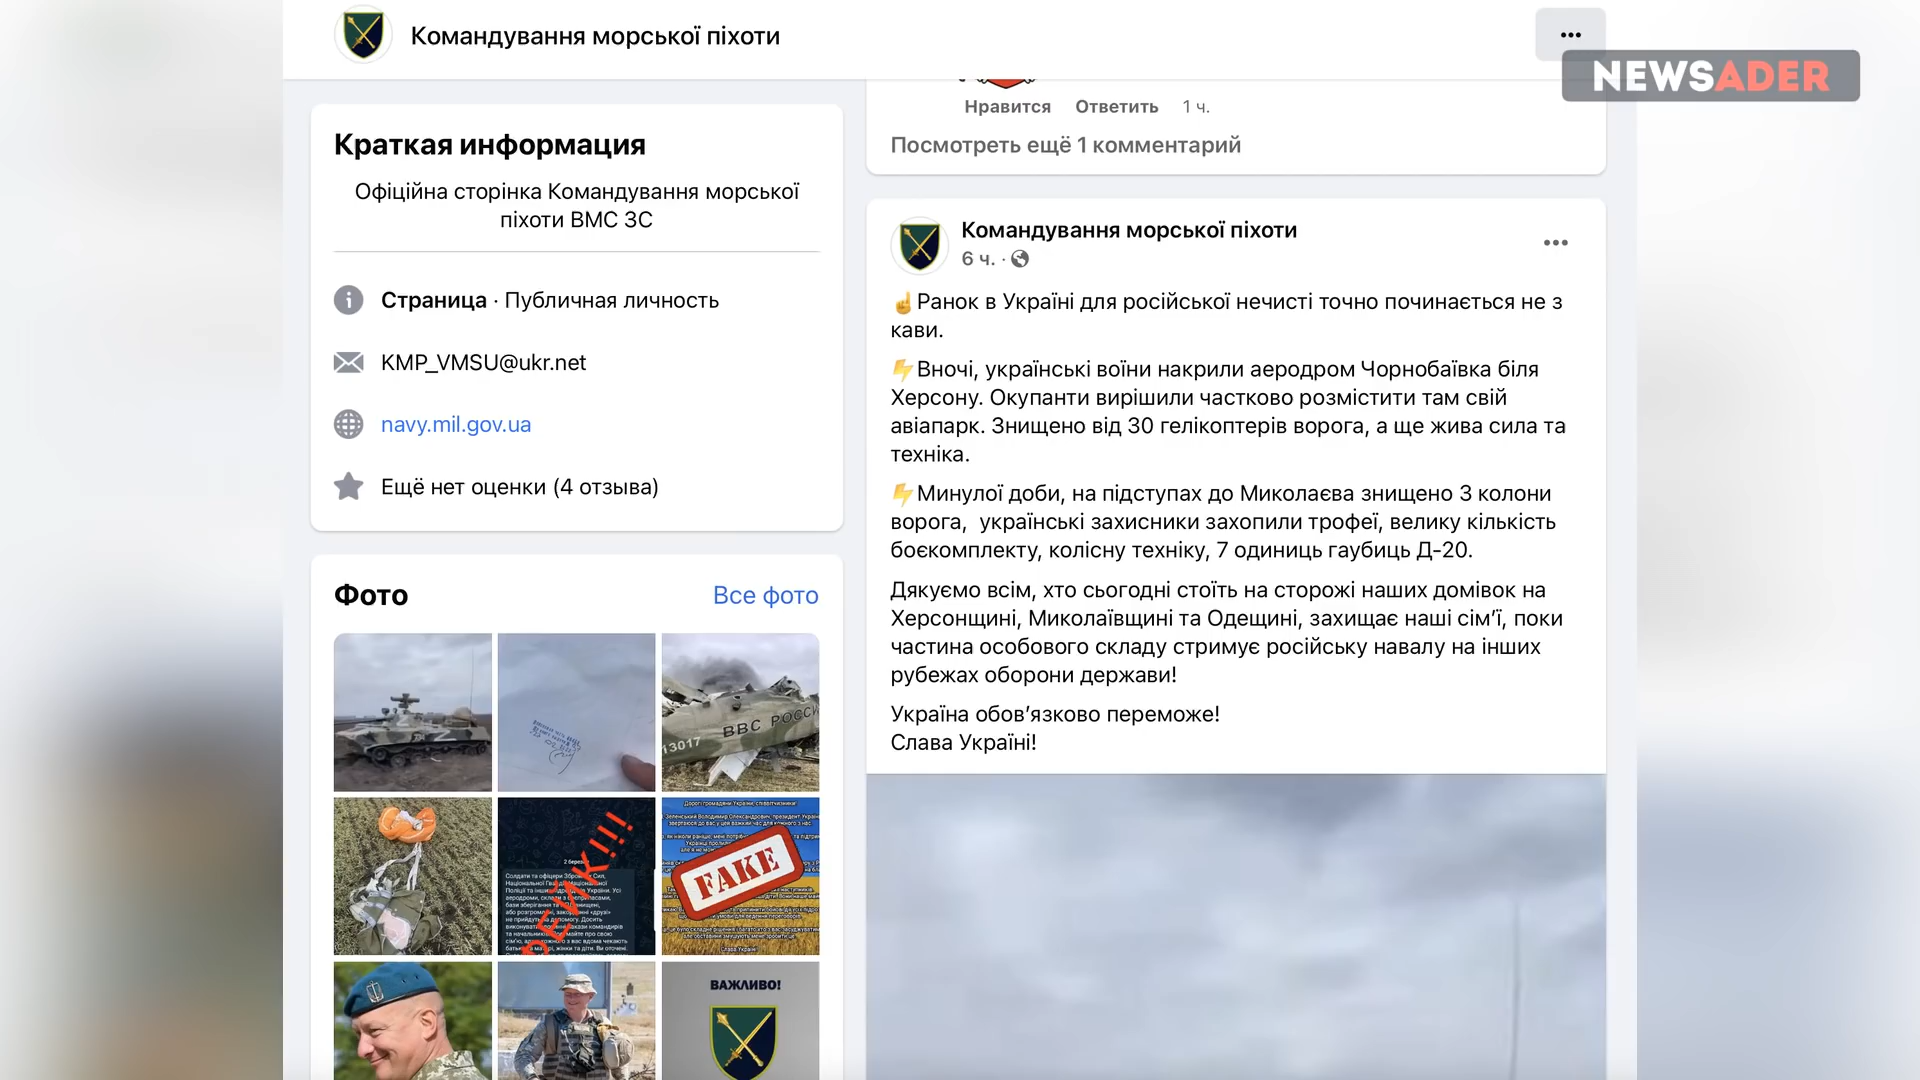 Командування морської піхоти
NEWSADER
Краткая информация
Офіційна сторінка Командування морської
піхоти ВМС ЗС
Страница · Публичная личность
KMP_VMSU@ukr.net
navy.mil.gov.ua
Ещё нет оценки (4 отзыва)
Фото
Все фото
ВВС РОССИ
13017
2 берез
FAKE
Слава Україні!
ВАЖЛИВО!
Нравится Ответить 1 ч.
Посмотреть ещё 1 комментарий
Командування морської піхоти
6 ч. ·
☝Ранок в Україні для російської нечисті точно починається не з
кави.
⚡Вночі, українські воїни накрили аеродром Чорнобаївка біля
Херсону. Окупанти вирішили частково розмістити там свій
авіапарк. Знищено від 30 гелікоптерів ворога, а ще жива сила та
техніка.
⚡Минулої доби, на підступах до Миколаєва знищено 3 колони
ворога,  українські захисники захопили трофеї, велику кількість
боєкомплекту, колісну техніку, 7 одиниць гаубиць Д-20.
Дякуємо всім, хто сьогодні стоїть на сторожі наших домівок на
Херсонщині, Миколаївщині та Одещині, захищає наші сім’ї, поки
частина особового складу стримує російську навалу на інших
рубежах оборони держави!
Україна обов’язково переможе!
Слава Україні!